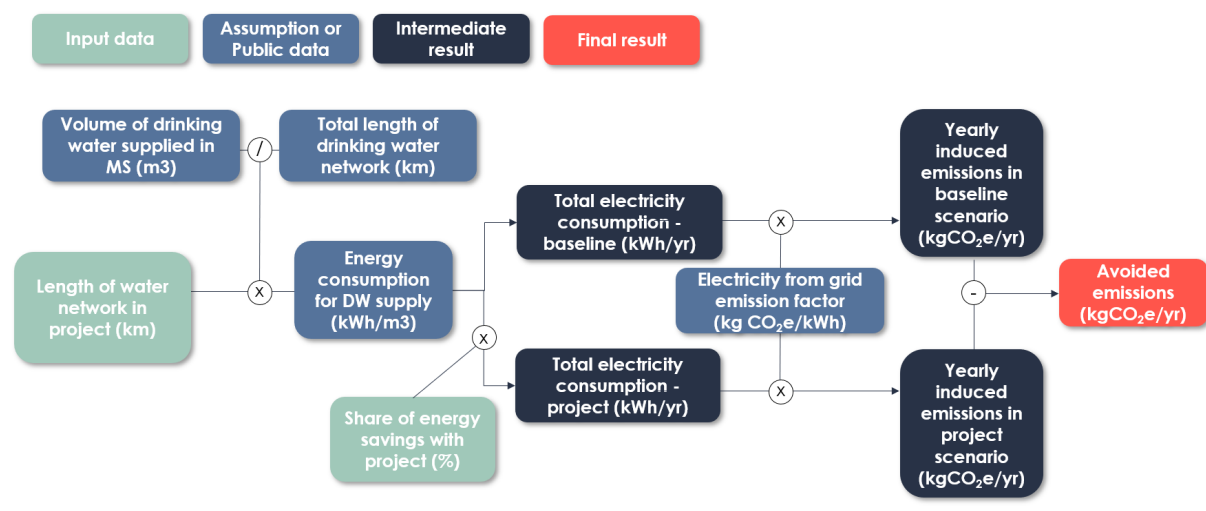 Input data
Assumption or
Public data
Intermediate
result
Final result
Volume of drinking
water supplied in
MS (m3)
/
Total length of
drinking water
network (km)
Length of water
network in
project (km)
x
Energy
consumption
for DW supply
(kWh/m3)
x
Share of energy
savings with
project (%)
Total electricity
consumption -
baseline (kWh/yr)
x
Electricity from grid
emission factor
(kg CO₂e/kWh)
Total electricity
consumption -
project (kWh/yr)
x
Yearly
induced
emissions in
baseline
scenario
(kgCO₂e/yr)
-
Avoided
emissions
(kgCO₂e/yr)
Yearly
induced
emissions in
project
scenario
(kgCO₂e/yr)